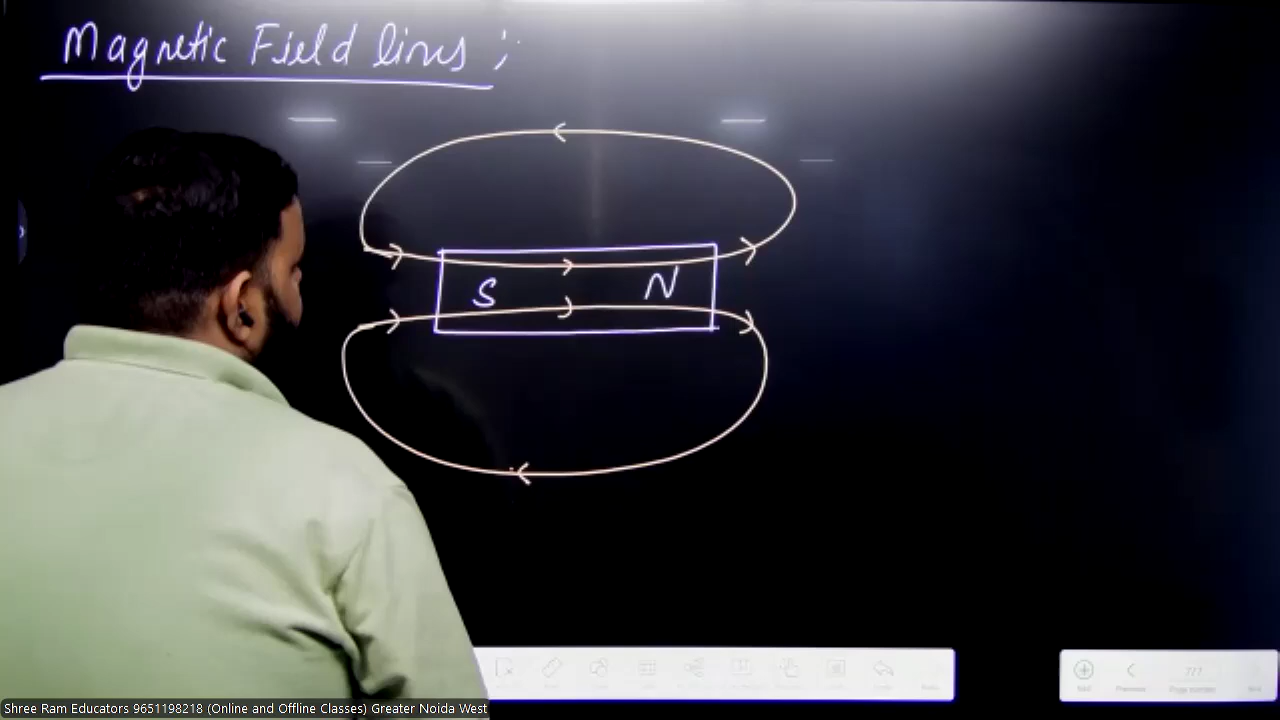 Magnetic Field lines :
S N
Shree Ram Educators 9651198218 (Online and Offline Classes) Greater Noida West